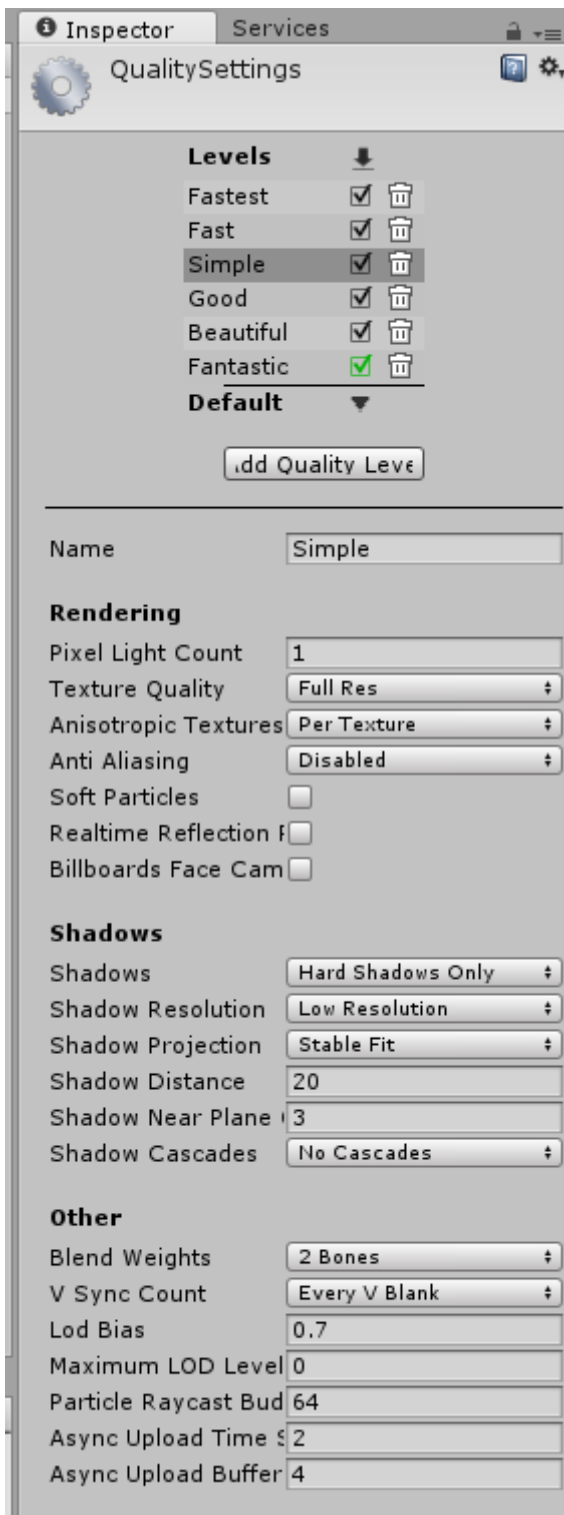 Inspector Services
QualitySettings
Levels
Fastest
Fast
Simple
Good
Beautiful
Fantastic
Default
dd Quality Leve
Name Simple
Rendering
Pixel Light Count 1
Texture Quality Full Res
Anisotropic Textures Per Texture
Anti Aliasing Disabled
Soft Particles
Realtime Reflection
Billboards Face Cam
Shadows
Shadows Hard Shadows Only
Shadow Resolution Low Resolution
Shadow Projection Stable Fit
Shadow Distance 20
Shadow Near Plane 3
Shadow Cascades No Cascades
Other
Blend Weights 2 Bones
V Sync Count Every V Blank
Lod Bias 0.7
Maximum LOD Level 0
Particle Raycast Bud 64
Async Upload Time 2
Async Upload Buffer 4